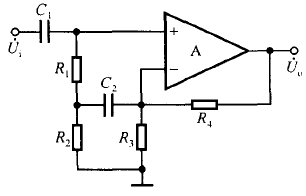 C₁
U̇ᵢ
+
A
−
R₁
C₂
U̇ₒ
R₂
R₃
R₄